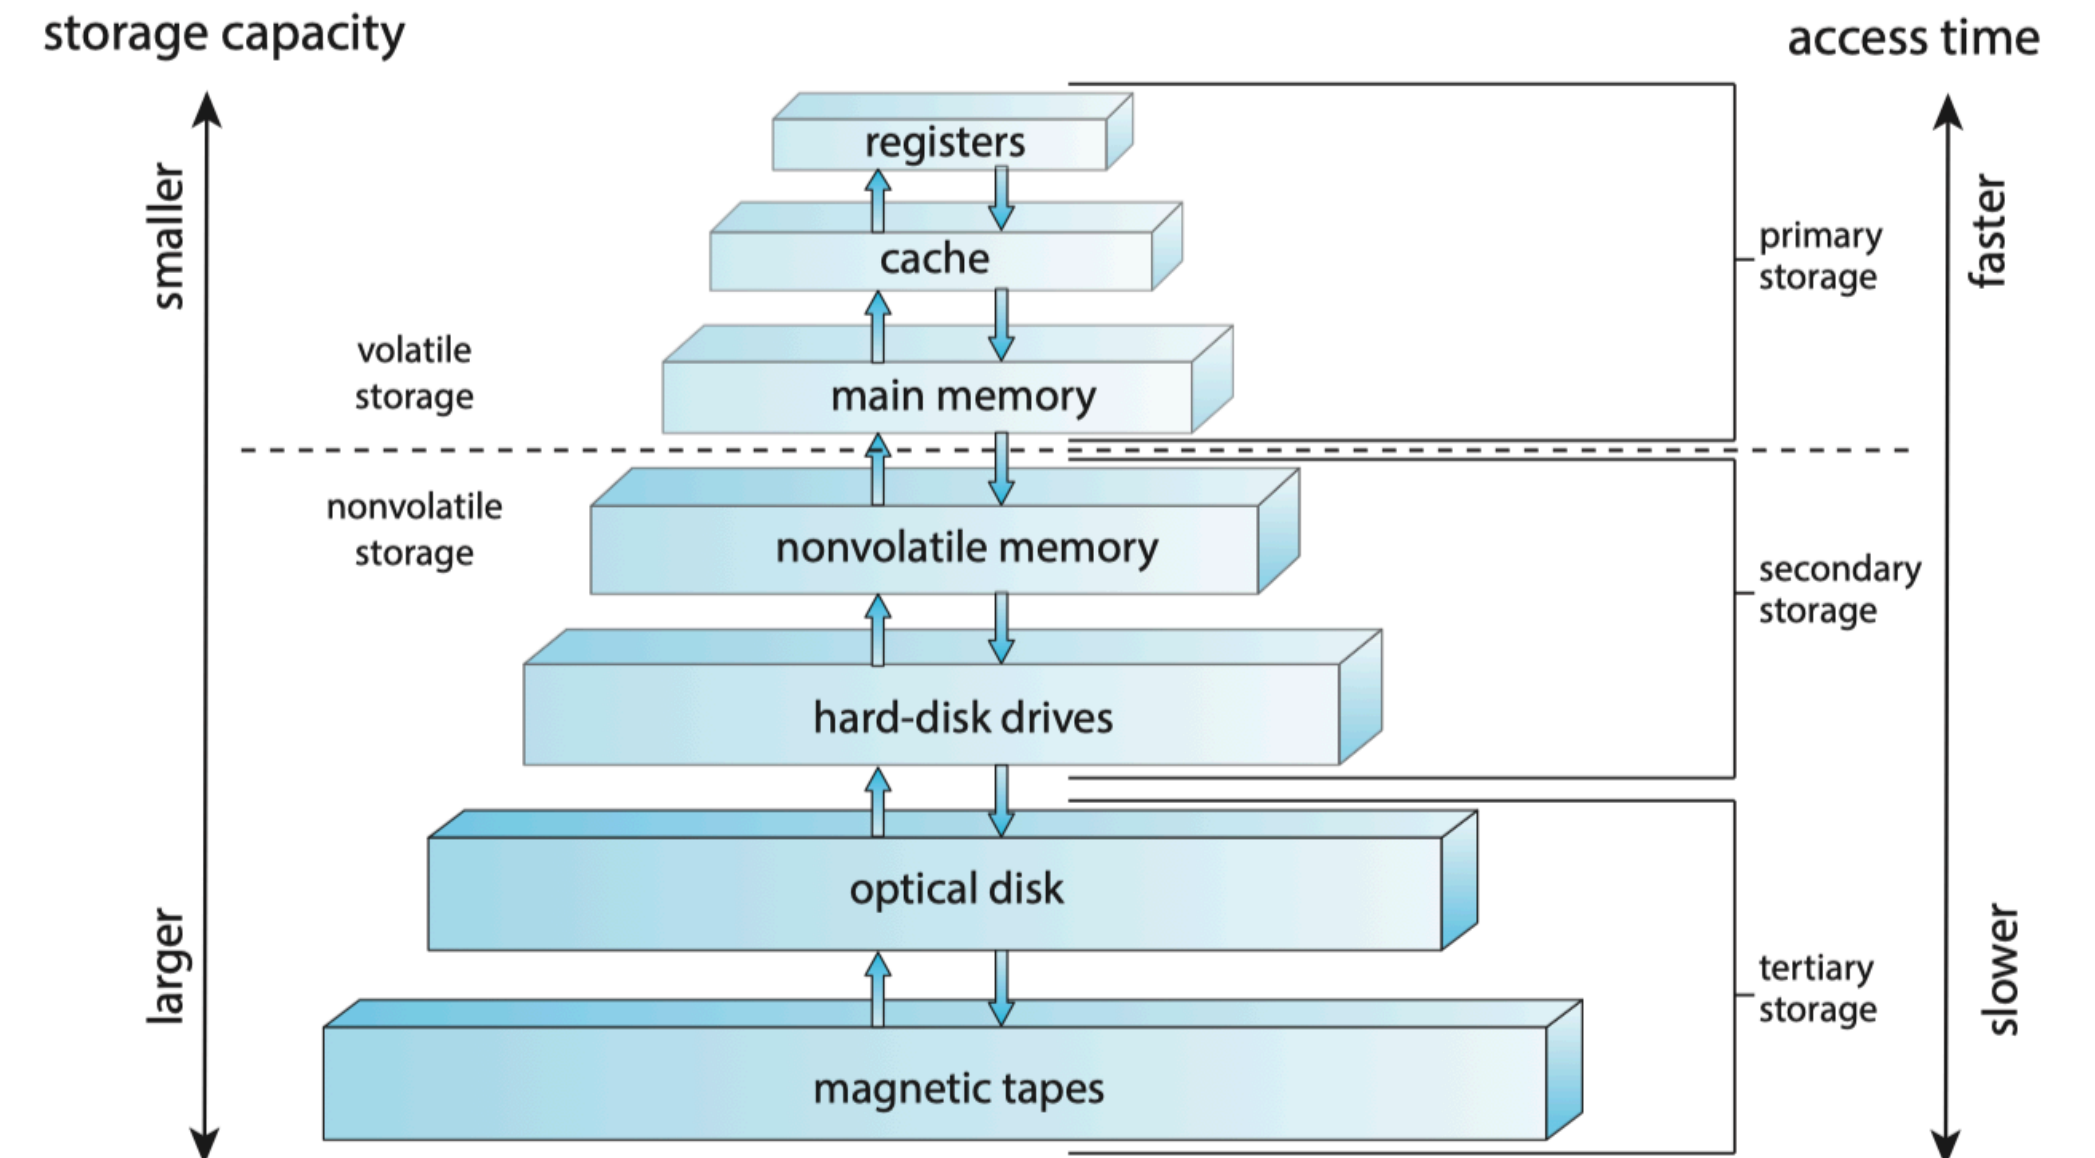 storage capacity
access time
smaller
larger
volatile
storage
nonvolatile
storage
registers
cache
main memory
nonvolatile memory
hard-disk drives
optical disk
magnetic tapes
primary
storage
secondary
storage
tertiary
storage
faster
slower